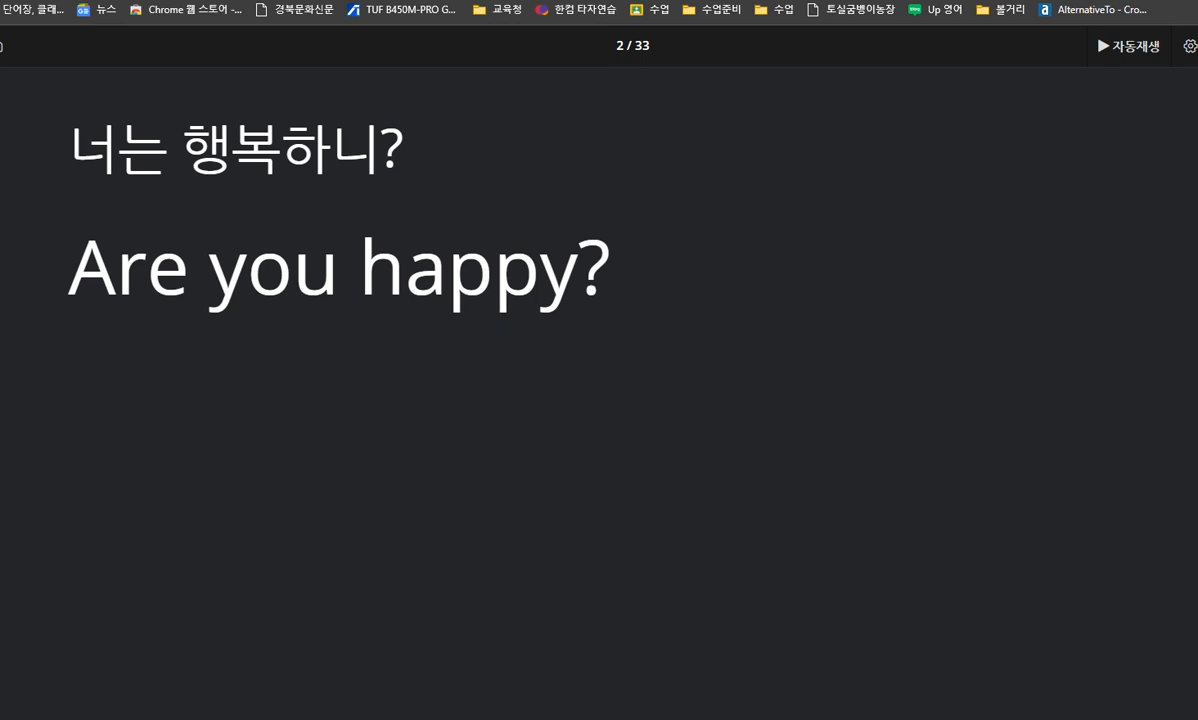 단어장, 클래...
뉴스
Chrome 웹 스토어 -...
경북문화신문
TUF B450M-PRO G...
교육청
한컴 타자연습
수업
수업준비
수업
토실굼벵이농장
Up 영어
볼거리
AlternativeTo - Cro...
2 / 33
자동재생
너는 행복하니?
Are you happy?